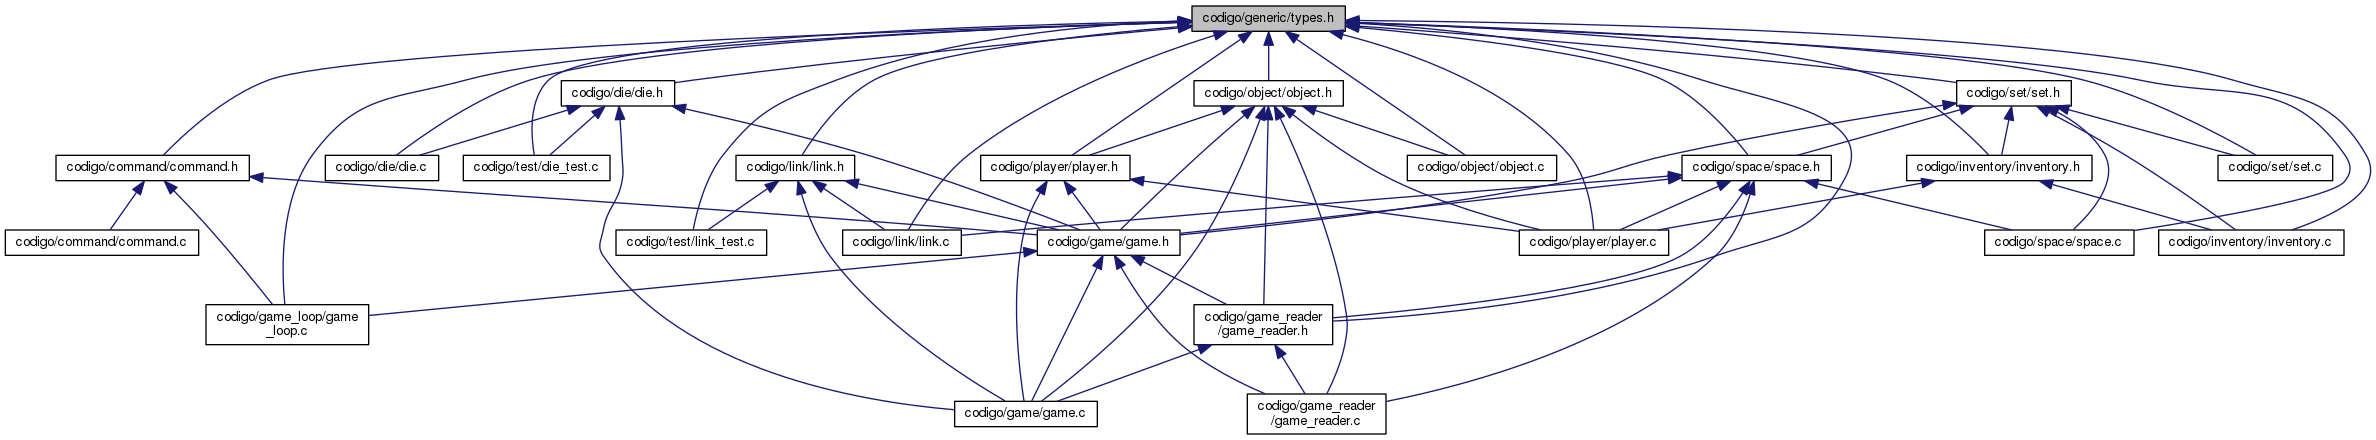 codigo/generic/types.h
codigo/die/die.h
codigo/object/object.h
codigo/set/set.h
codigo/command/command.h
codigo/die/die.c
codigo/test/die_test.c
codigo/link/link.h
codigo/player/player.h
codigo/object/object.c
codigo/space/space.h
codigo/inventory/inventory.h
codigo/set/set.c
codigo/command/command.c
codigo/test/link_test.c
codigo/link/link.c
codigo/game/game.h
codigo/player/player.c
codigo/space/space.c
codigo/inventory/inventory.c
codigo/game_loop/game
_loop.c
codigo/game_reader
/game_reader.h
codigo/game/game.c
codigo/game_reader
/game_reader.c